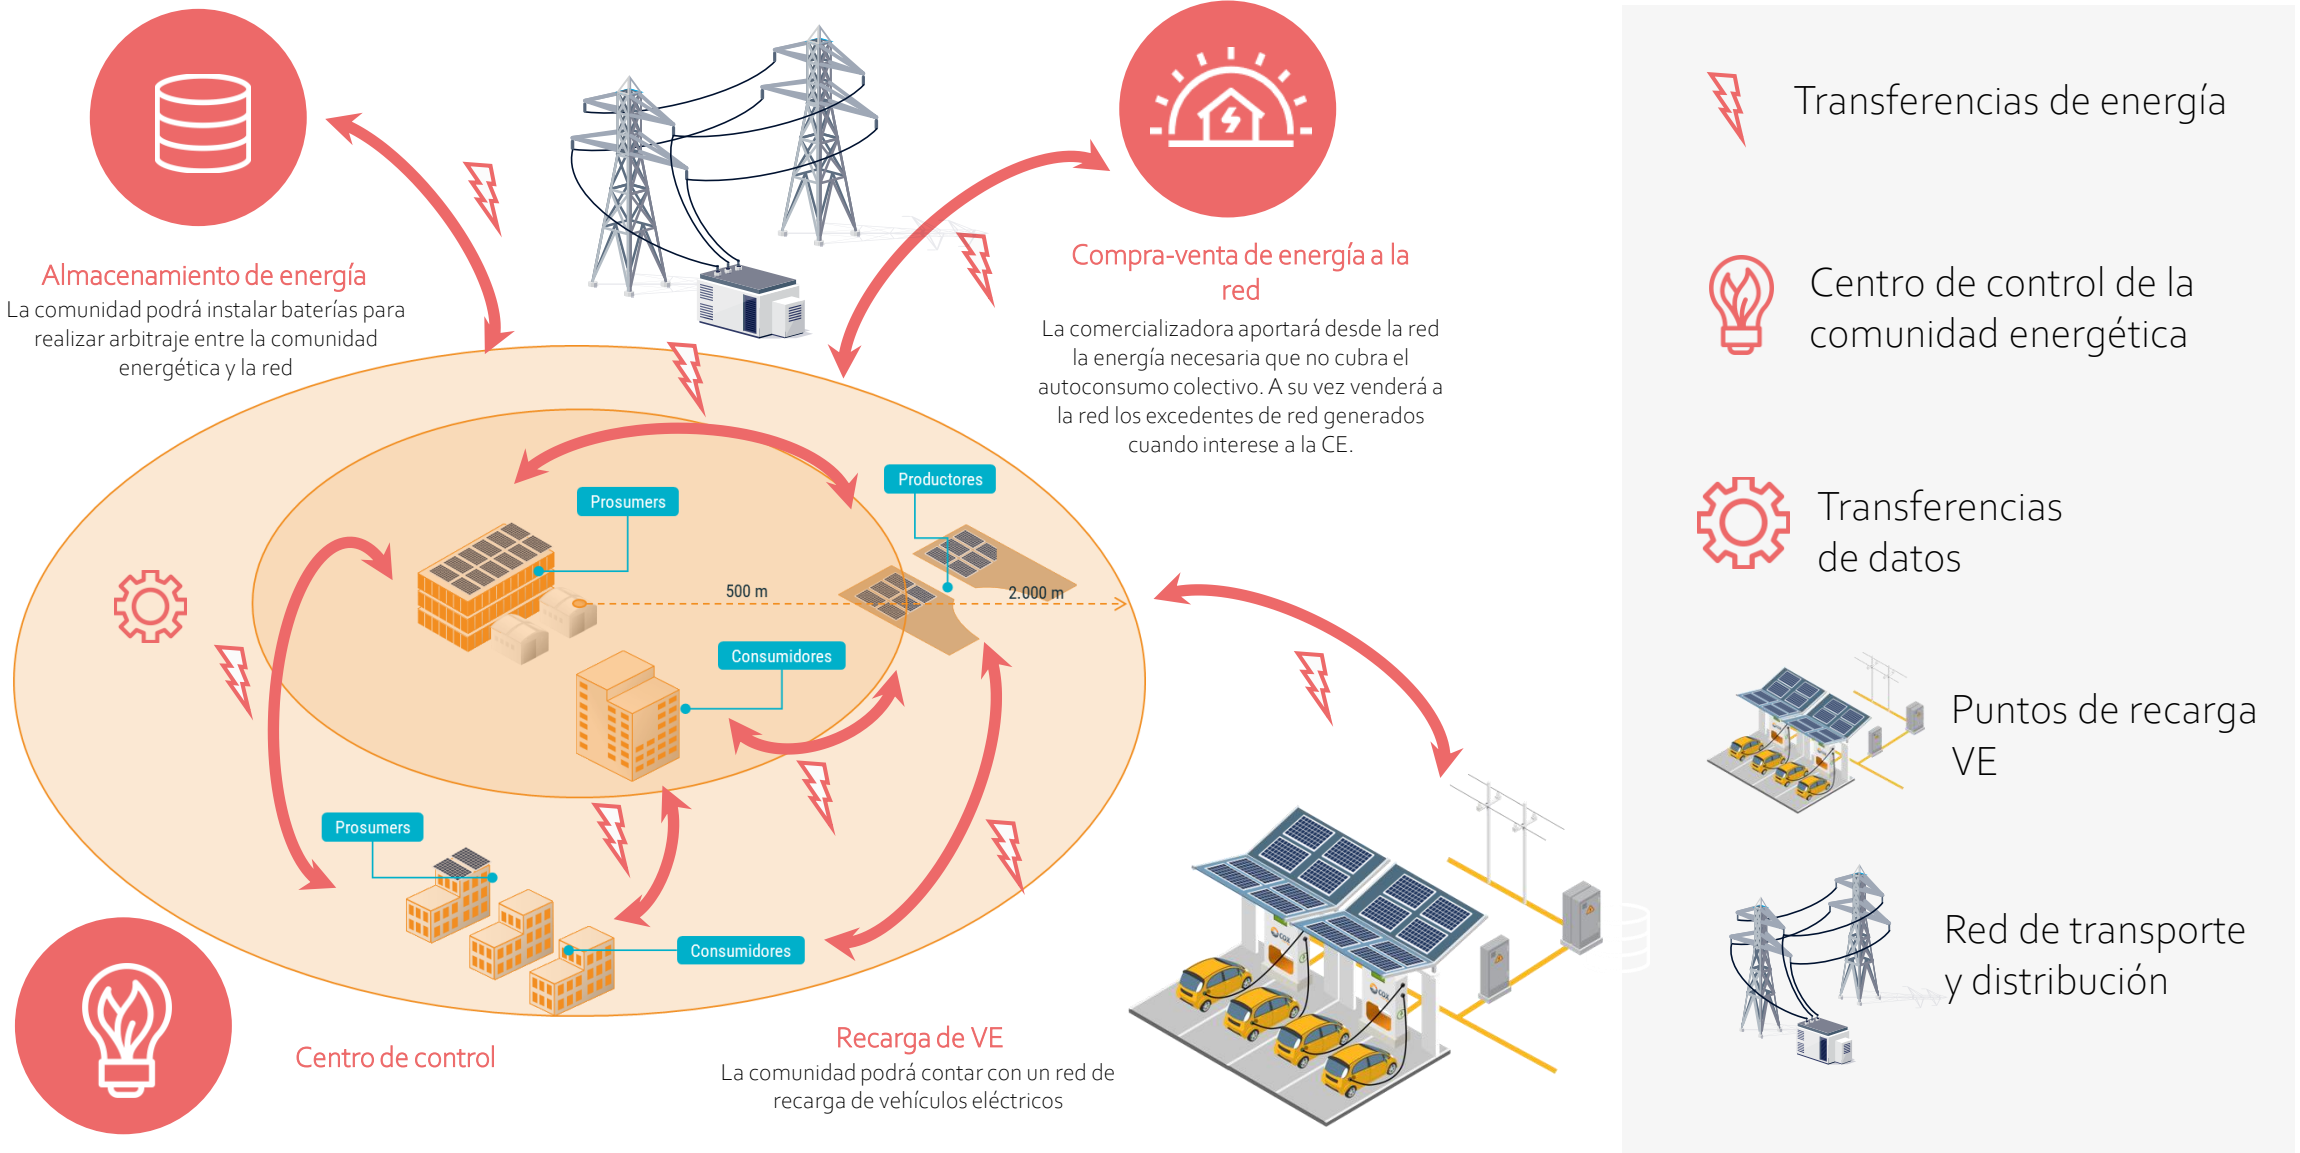 Almacenamiento de energía
La comunidad podrá instalar baterías para
realizar arbitraje entre la comunidad
energética y la red
Compra-venta de energía a la
red
La comercializadora aportará desde la red
la energía necesaria que no cubra el
autoconsumo colectivo. A su vez venderá a
la red los excedentes de red generados
cuando interese a la CE.
Productores
Prosumers
500 m
2.000 m
Consumidores
Prosumers
Consumidores
Centro de control
Recarga de VE
La comunidad podrá contar con un red de
recarga de vehículos eléctricos
COX
COX
Transferencias de energía
Centro de control de la
comunidad energética
Transferencias
de datos
Puntos de recarga
VE
Red de transporte
y distribución